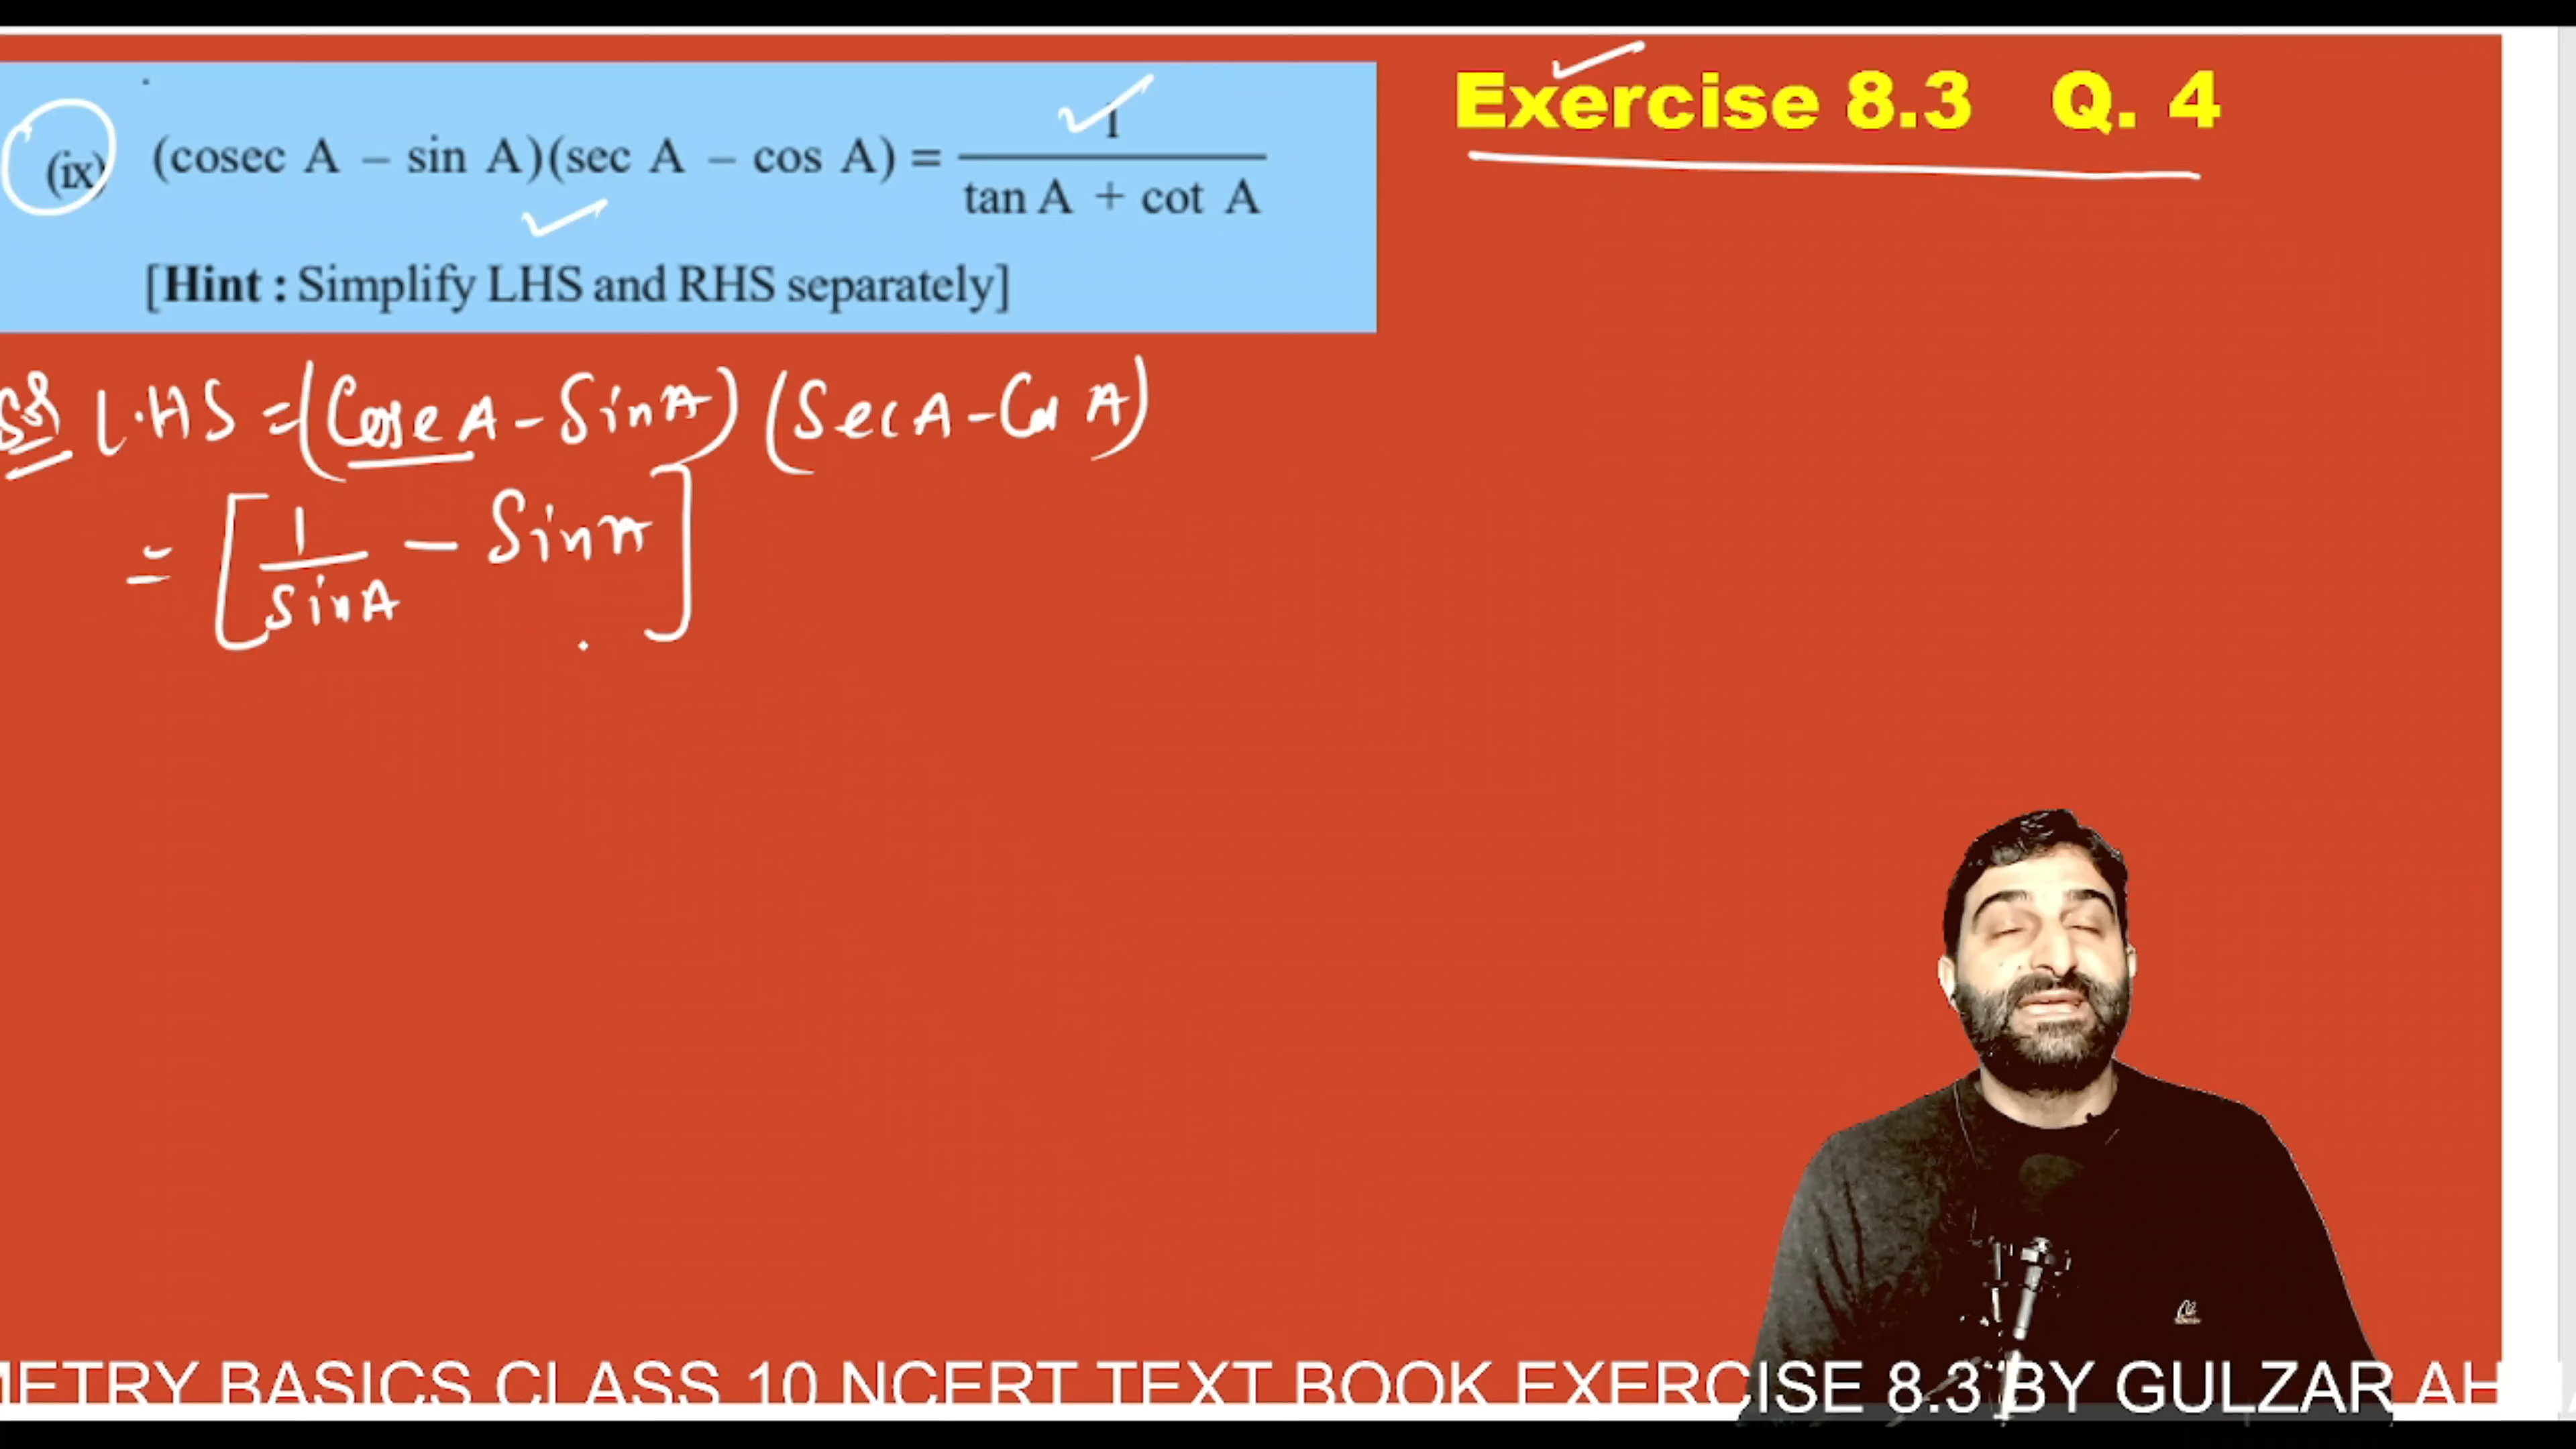 Exercise 8.3 Q. 4
(ix) (cosec A – sin A)(sec A – cos A) = 1 / tan A + cot A
[Hint : Simplify LHS and RHS separately]
L.HS = (Cosec A - Sin A) (Sec A - Cos A)
= [1 / sin A - Sin A]
METRY BASICS CLASS 10 NCERT TEXT BOOK EXERCISE 8.3 BY GULZAR AH